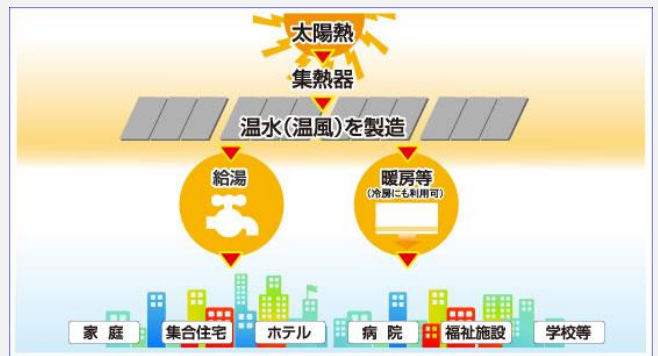 太陽熱
集熱器
温水(温風)を製造
給湯
暖房等
(冷房にも利用可)
家庭
集合住宅
ホテル
病院
福祉施設
学校等